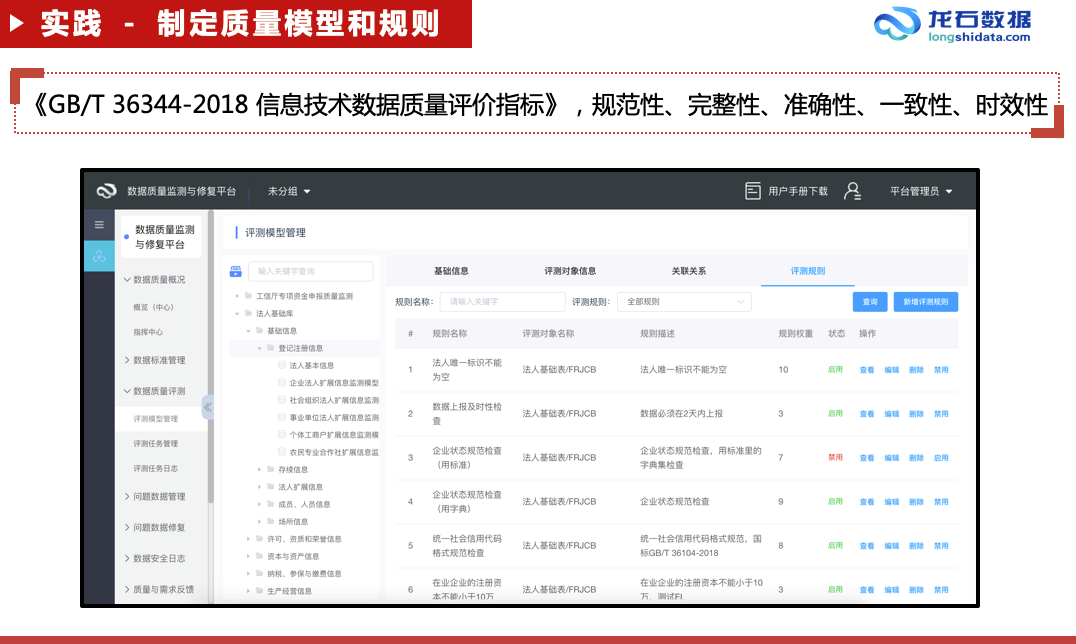 实践 - 制定质量模型和规则
龙石数据
longshidata.com
《GB/T 36344-2018 信息技术数据质量评价指标》，规范性、完整性、准确性、一致性、时效性
数据质量监测与修复平台
未分组
用户手册下载
平台管理员
数据质量监测
与修复平台
数据质量概况
概览（中心）
指挥中心
数据标准管理
数据质量评测
评测模型管理
评测任务管理
评测任务日志
问题数据管理
问题数据修复
数据安全日志
质量与需求反馈
评测模型管理
输入关键字查询
工信厅专项资金申报质量监测
法人基础库
基础信息
登记注册信息
法人基本信息
企业法人扩展信息监测模型
社会组织法人扩展信息监测
事业单位法人扩展信息监测
个体工商户扩展信息监测模
农民专业合作社扩展信息监
存续信息
法人扩展信息
成员、人员信息
场所信息
许可、资质和荣誉信息
资本与资产信息
纳税、参保与缴费信息
生产经营信息
基础信息 评测对象信息 关联关系 评测规则
规则名称： 请输入关键字 评测规则： 全部规则 查询 新增评测规则
# 规则名称 评测对象名称 规则描述 规则权重 状态 操作
1 法人唯一标识不能为空 法人基础表/FRJCB 法人唯一标识不能为空 10 启用 查看 编辑 删除 禁用
2 数据上报及时性检查 法人基础表/FRJCB 数据必须在2天内上报 3 启用 查看 编辑 删除 禁用
3 企业状态规范检查（用标准） 法人基础表/FRJCB 企业状态规范检查，用标准里的字典集检查 7 禁用 查看 编辑 删除 启用
4 企业状态规范检查（用字典） 法人基础表/FRJCB 企业状态规范检查 9 启用 查看 编辑 删除 禁用
5 统一社会信用代码格式规范检查 法人基础表/FRJCB 统一社会信用代码格式规范，国标GB/T 36104-2018 8 启用 查看 编辑 删除 禁用
6 在业企业的注册资本不能小于10万 法人基础表/FRJCB 在业企业的注册资本不能小于10万，测试FL 3 启用 查看 编辑 删除 禁用